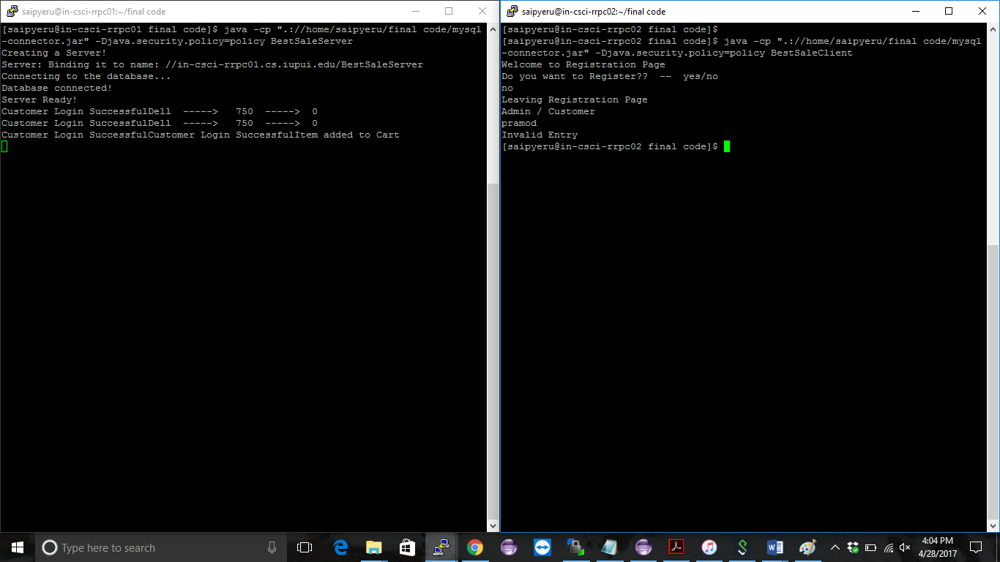 saipyeru@in-csci-rrpc01:~/final code
[saipyeru@in-csci-rrpc01 final code]$ java -cp ".://home/saipyeru/final code/mysql
-connector.jar" -Djava.security.policy=policy BestSaleServer
Creating a Server!
Server: Binding it to name: //in-csci-rrpc01.cs.iupui.edu/BestSaleServer
Connecting to the database...
Database connected!
Server Ready!
Customer Login SuccessfulDell  ----->   750  ----->  0
Customer Login SuccessfulDell  ----->   750  ----->  0
Customer Login SuccessfulCustomer Login SuccessfulItem added to Cart
saipyeru@in-csci-rrpc02:~/final code
[saipyeru@in-csci-rrpc02 final code]$
[saipyeru@in-csci-rrpc02 final code]$ java -cp ".://home/saipyeru/final code/mysql
-connector.jar" -Djava.security.policy=policy BestSaleClient
Welcome to Registration Page
Do you want to Register??  --  yes/no
no
Leaving Registration Page
Admin / Customer
pramod
Invalid Entry
[saipyeru@in-csci-rrpc02 final code]$
Type here to search
4:04 PM
4/28/2017